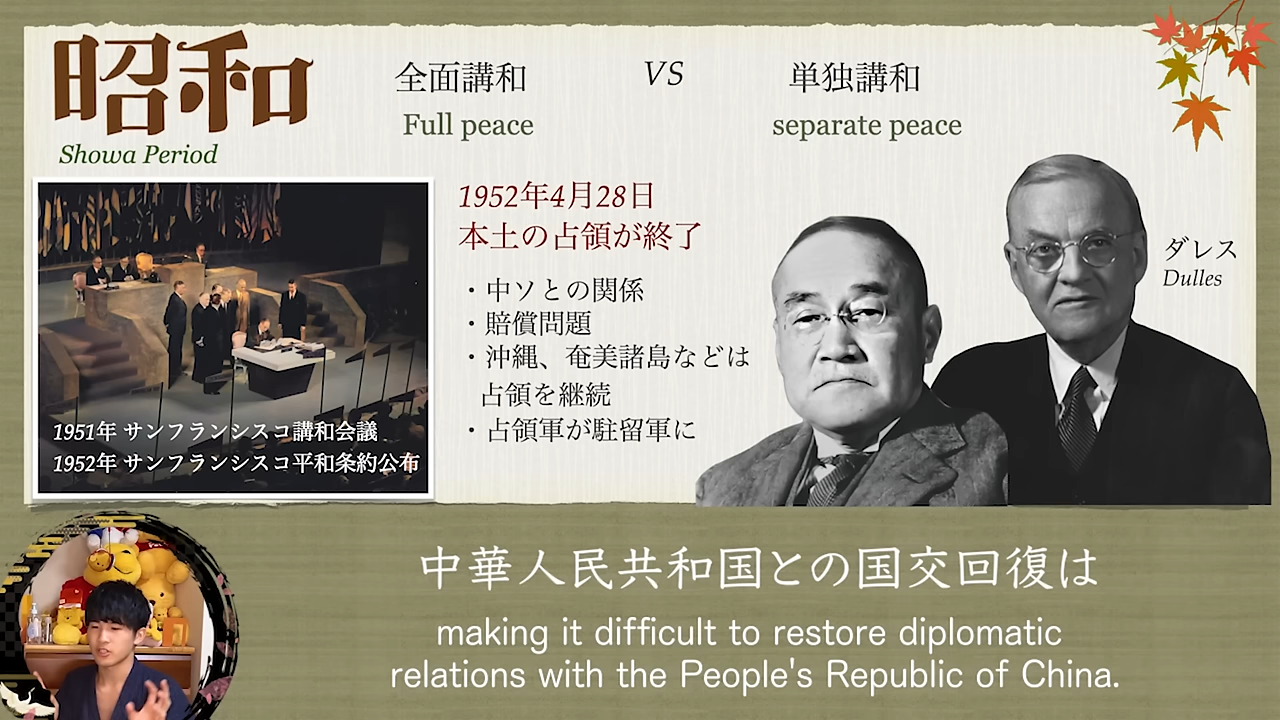 昭和
Showa Period
全面講和
VS
単独講和
Full peace
separate peace
1952年4月28日
本土の占領が終了
・中ソとの関係
・賠償問題
・沖縄、奄美諸島などは
占領を継続
・占領軍が駐留軍に
ダレス
Dulles
1951年 サンフランシスコ講和会議
1952年 サンフランシスコ平和条約公布
中華人民共和国との国交回復は
making it difficult to restore diplomatic
relations with the People's Republic of China.